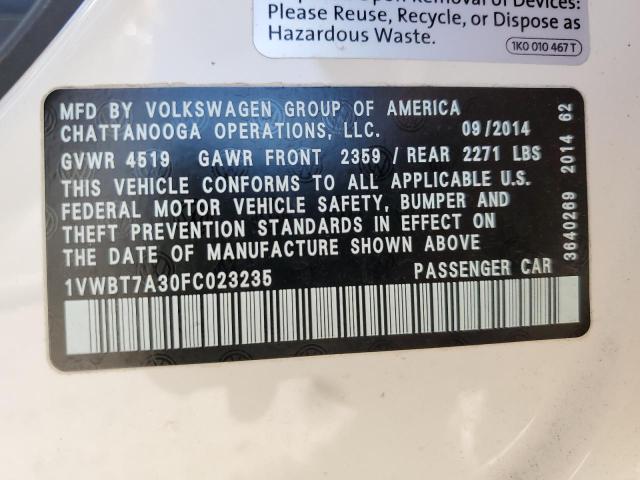 Removal of Devices:
Please Reuse, Recycle, or Dispose as
Hazardous Waste.
1K0 010 467 T
MFD BY VOLKSWAGEN GROUP OF AMERICA
CHATTANOOGA OPERATIONS, LLC. 09/2014
GVWR 4519 GAWR FRONT 2359 / REAR 2271 LBS
THIS VEHICLE CONFORMS TO ALL APPLICABLE U.S.
FEDERAL MOTOR VEHICLE SAFETY, BUMPER AND
THEFT PREVENTION STANDARDS IN EFFECT ON
THE DATE OF MANUFACTURE SHOWN ABOVE
1VWBT7A30FC023235 PASSENGER CAR
3640269 2014 62